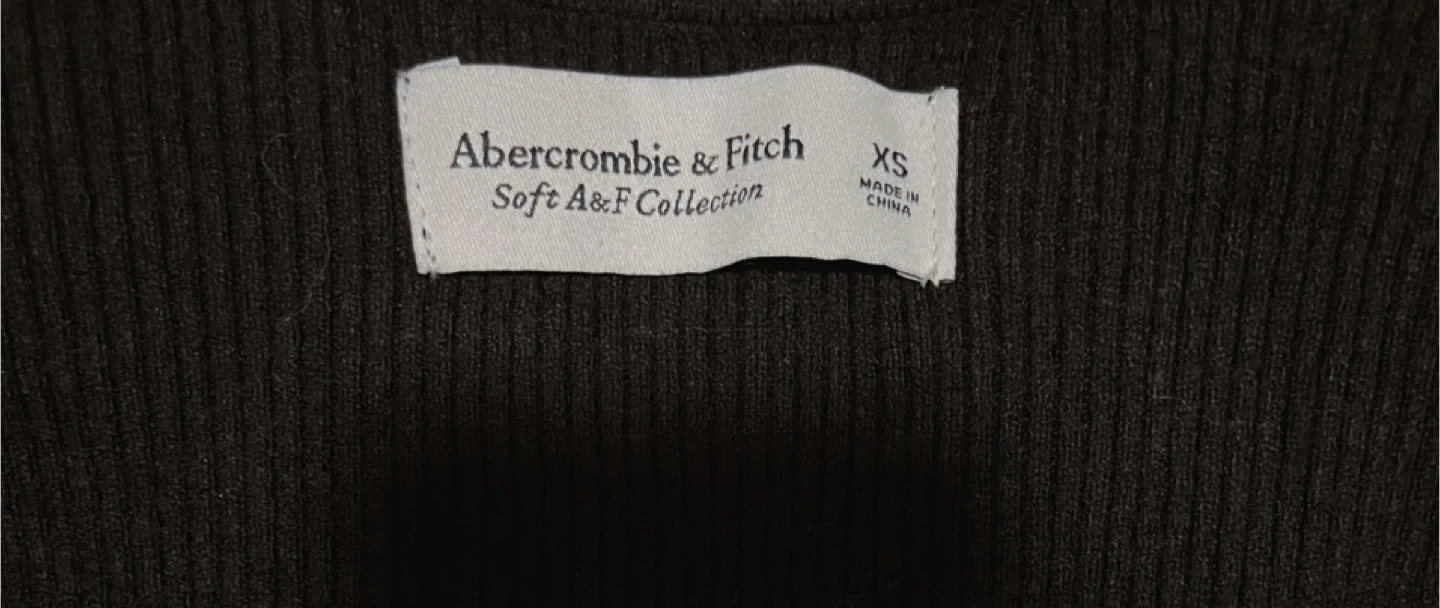 Abercrombie & Fitch
Soft A&F Collection
XS
MADE IN
CHINA